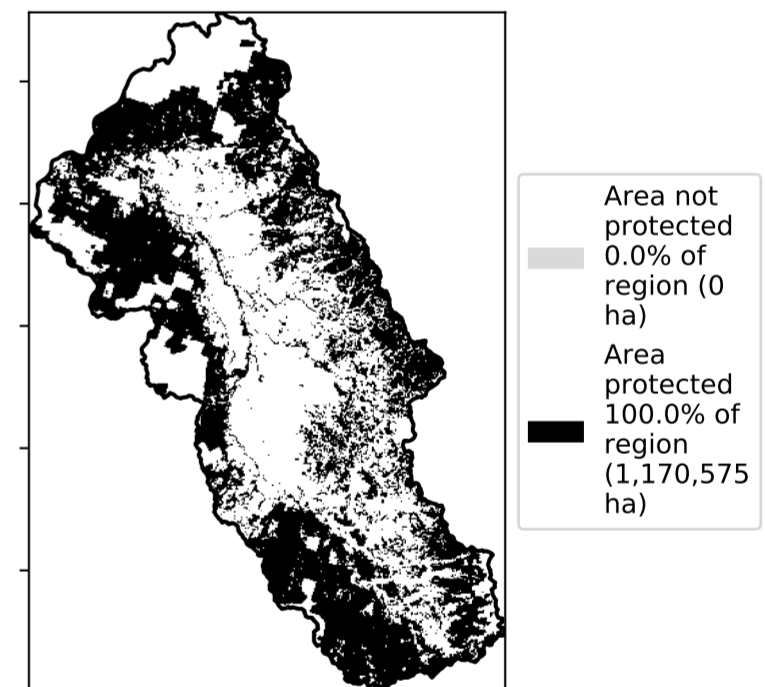 Area not
protected
0.0% of
region (0
ha)
Area
protected
100.0% of
region
(1,170,575
ha)